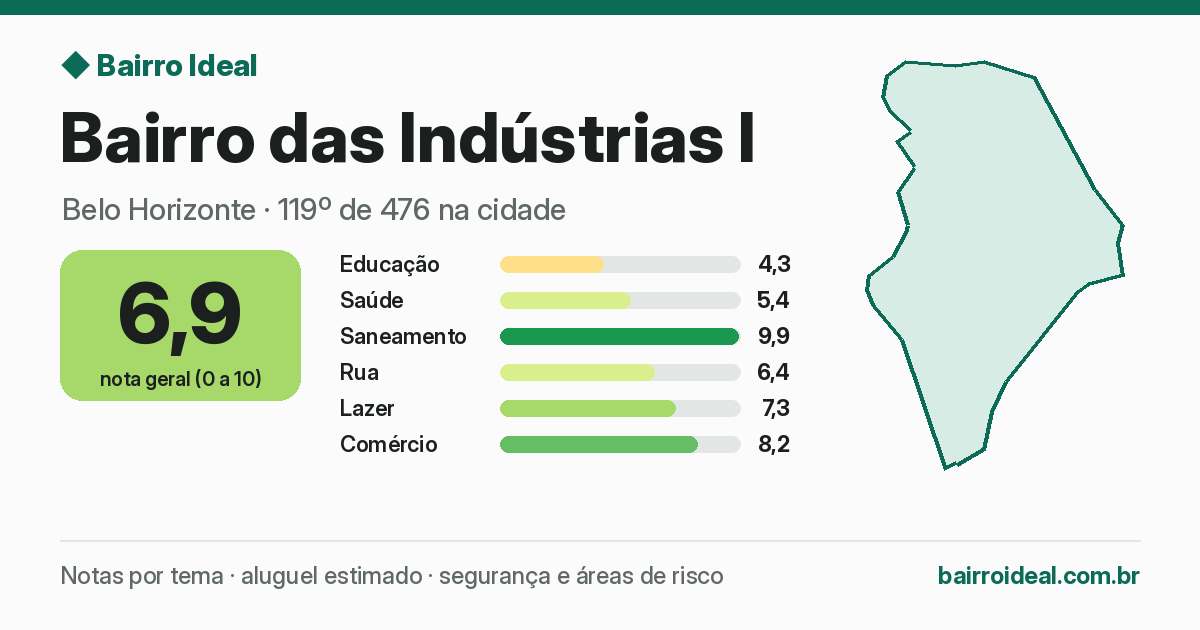 Bairro Ideal
Bairro das Indústrias I
Belo Horizonte · 119º de 476 na cidade
6,9
nota geral (0 a 10)
Educação 4,3
Saúde 5,4
Saneamento 9,9
Rua 6,4
Lazer 7,3
Comércio 8,2
Notas por tema · aluguel estimado · segurança e áreas de risco
bairroideal.com.br